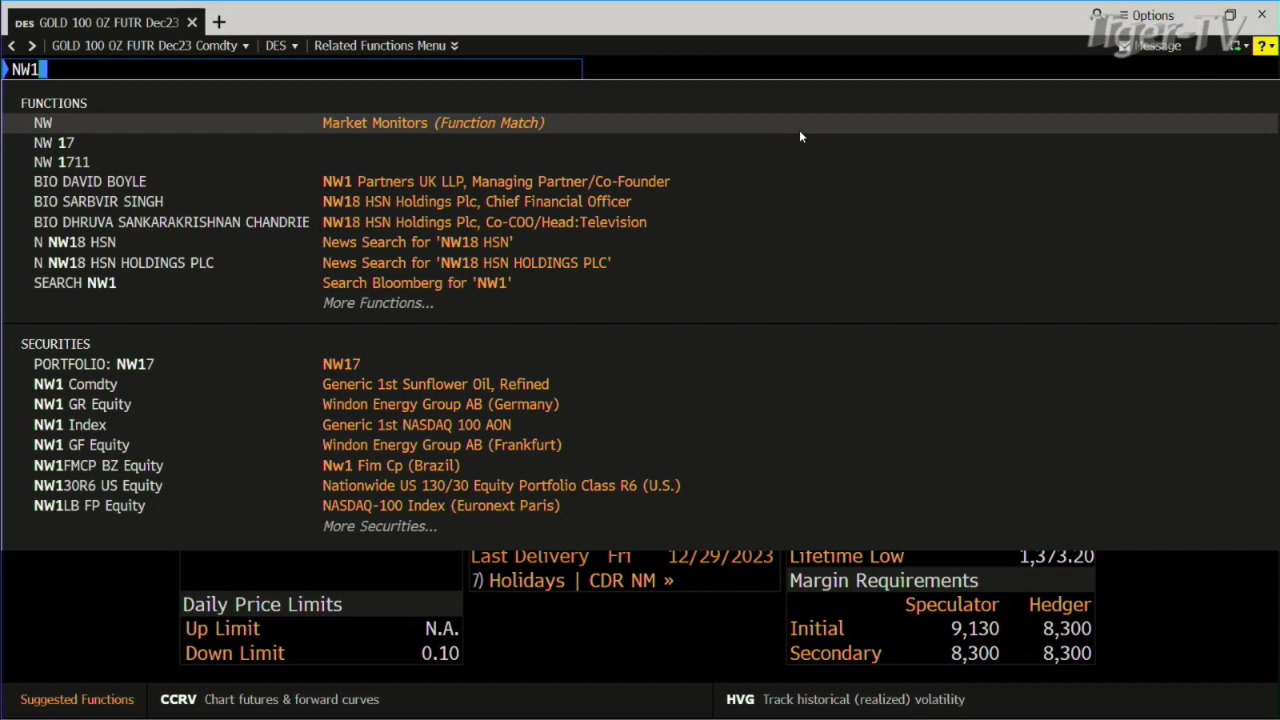 DES GOLD 100 OZ FUTR Dec23 × +
Options
GOLD 100 OZ FUTR Dec23 Comdty DES Related Functions Menu
Message
Tiger-TV
?
NW1
FUNCTIONS
NW Market Monitors (Function Match)
NW 17
NW 1711
BIO DAVID BOYLE NW1 Partners UK LLP, Managing Partner/Co-Founder
BIO SARBVIR SINGH NW18 HSN Holdings Plc, Chief Financial Officer
BIO DHRUVA SANKARAKRISHNAN CHANDRIE NW18 HSN Holdings Plc, Co-COO/Head:Television
N NW18 HSN News Search for 'NW18 HSN'
N NW18 HSN HOLDINGS PLC News Search for 'NW18 HSN HOLDINGS PLC'
SEARCH NW1 Search Bloomberg for 'NW1'
More Functions...
SECURITIES
PORTFOLIO: NW17 NW17
NW1 Comdty Generic 1st Sunflower Oil, Refined
NW1 GR Equity Windon Energy Group AB (Germany)
NW1 Index Generic 1st NASDAQ 100 AON
NW1 GF Equity Windon Energy Group AB (Frankfurt)
NW1FMCP BZ Equity Nw1 Fim Cp (Brazil)
NW130R6 US Equity Nationwide US 130/30 Equity Portfolio Class R6 (U.S.)
NW1LB FP Equity NASDAQ-100 Index (Euronext Paris)
More Securities...
Last Delivery Fri 12/29/2023 Lifetime Low 1,373.20
7) Holidays | CDR NM » Margin Requirements
Daily Price Limits Speculator Hedger
Up Limit N.A. Initial 9,130 8,300
Down Limit 0.10 Secondary 8,300 8,300
Suggested Functions CCRV Chart futures & forward curves HVG Track historical (realized) volatility